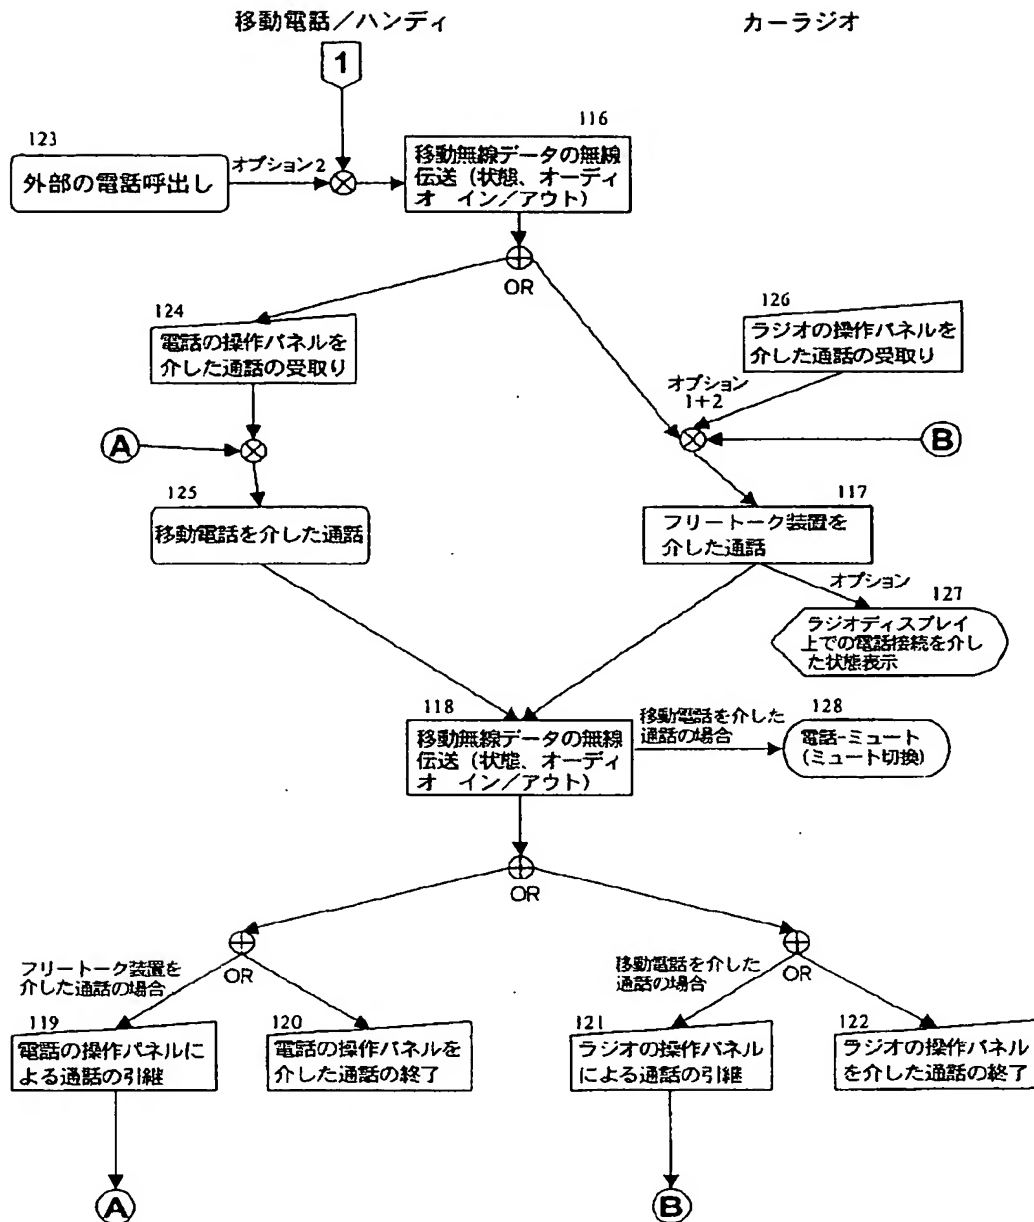 移動電話／ハンディ
カーラジオ
1
123
外部の電話呼出し
オプション2
116
移動無線データの無線
伝送（状態、オーディ
オ　イン／アウト）
OR
124
電話の操作パネルを
介した通話の受取り
126
ラジオの操作パネルを
介した通話の受取り
オプション
1+2
A
B
125
移動電話を介した通話
117
フリートーク装置を
介した通話
オプション
127
ラジオディスプレイ
上での電話接続を介し
た状態表示
118
移動無線データの無線
伝送（状態、オーディ
オ　イン／アウト）
移動電話を介した
通話の場合
128
電話-ミュート
(ミュート切換)
OR
OR
フリートーク装置を
介した通話の場合
移動電話を介した
通話の場合
OR
119
電話の操作パネルに
よる通話の引継
120
電話の操作パネルを
介した通話の終了
121
ラジオの操作パネル
による通話の引継
122
ラジオの操作パネル
を介した通話の終了
A
B